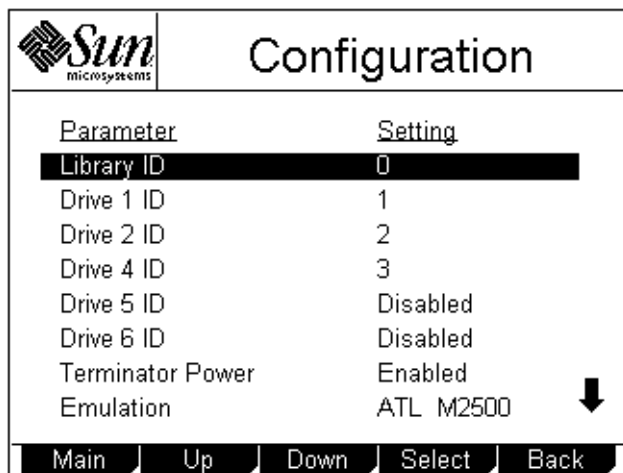 Sun
microsystems
Configuration
Parameter Setting
Library ID 0
Drive 1 ID 1
Drive 2 ID 2
Drive 4 ID 3
Drive 5 ID Disabled
Drive 6 ID Disabled
Terminator Power Enabled
Emulation ATL M2500
Main Up Down Select Back